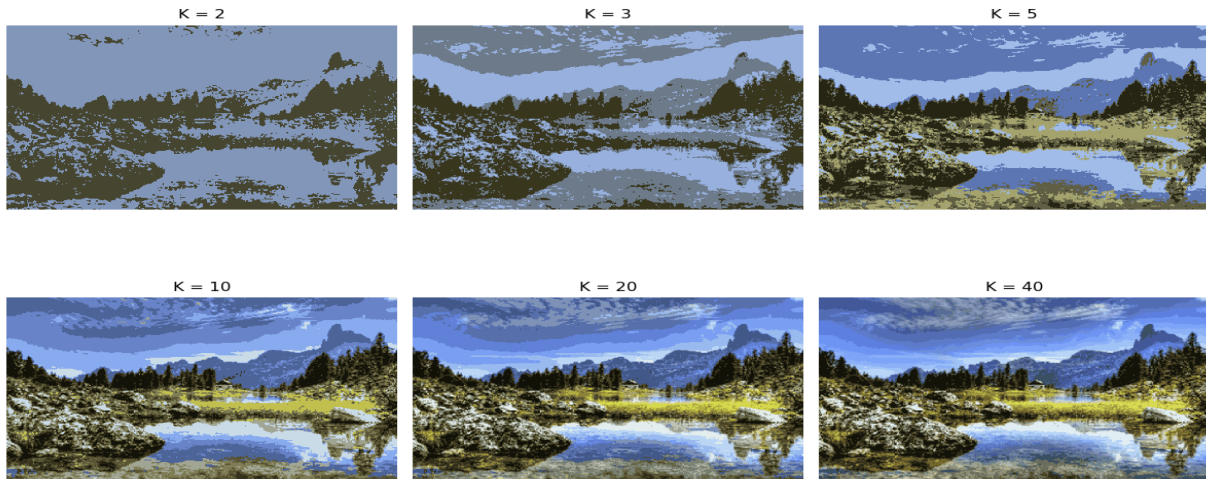 K = 2
K = 3
K = 5
K = 10
K = 20
K = 40